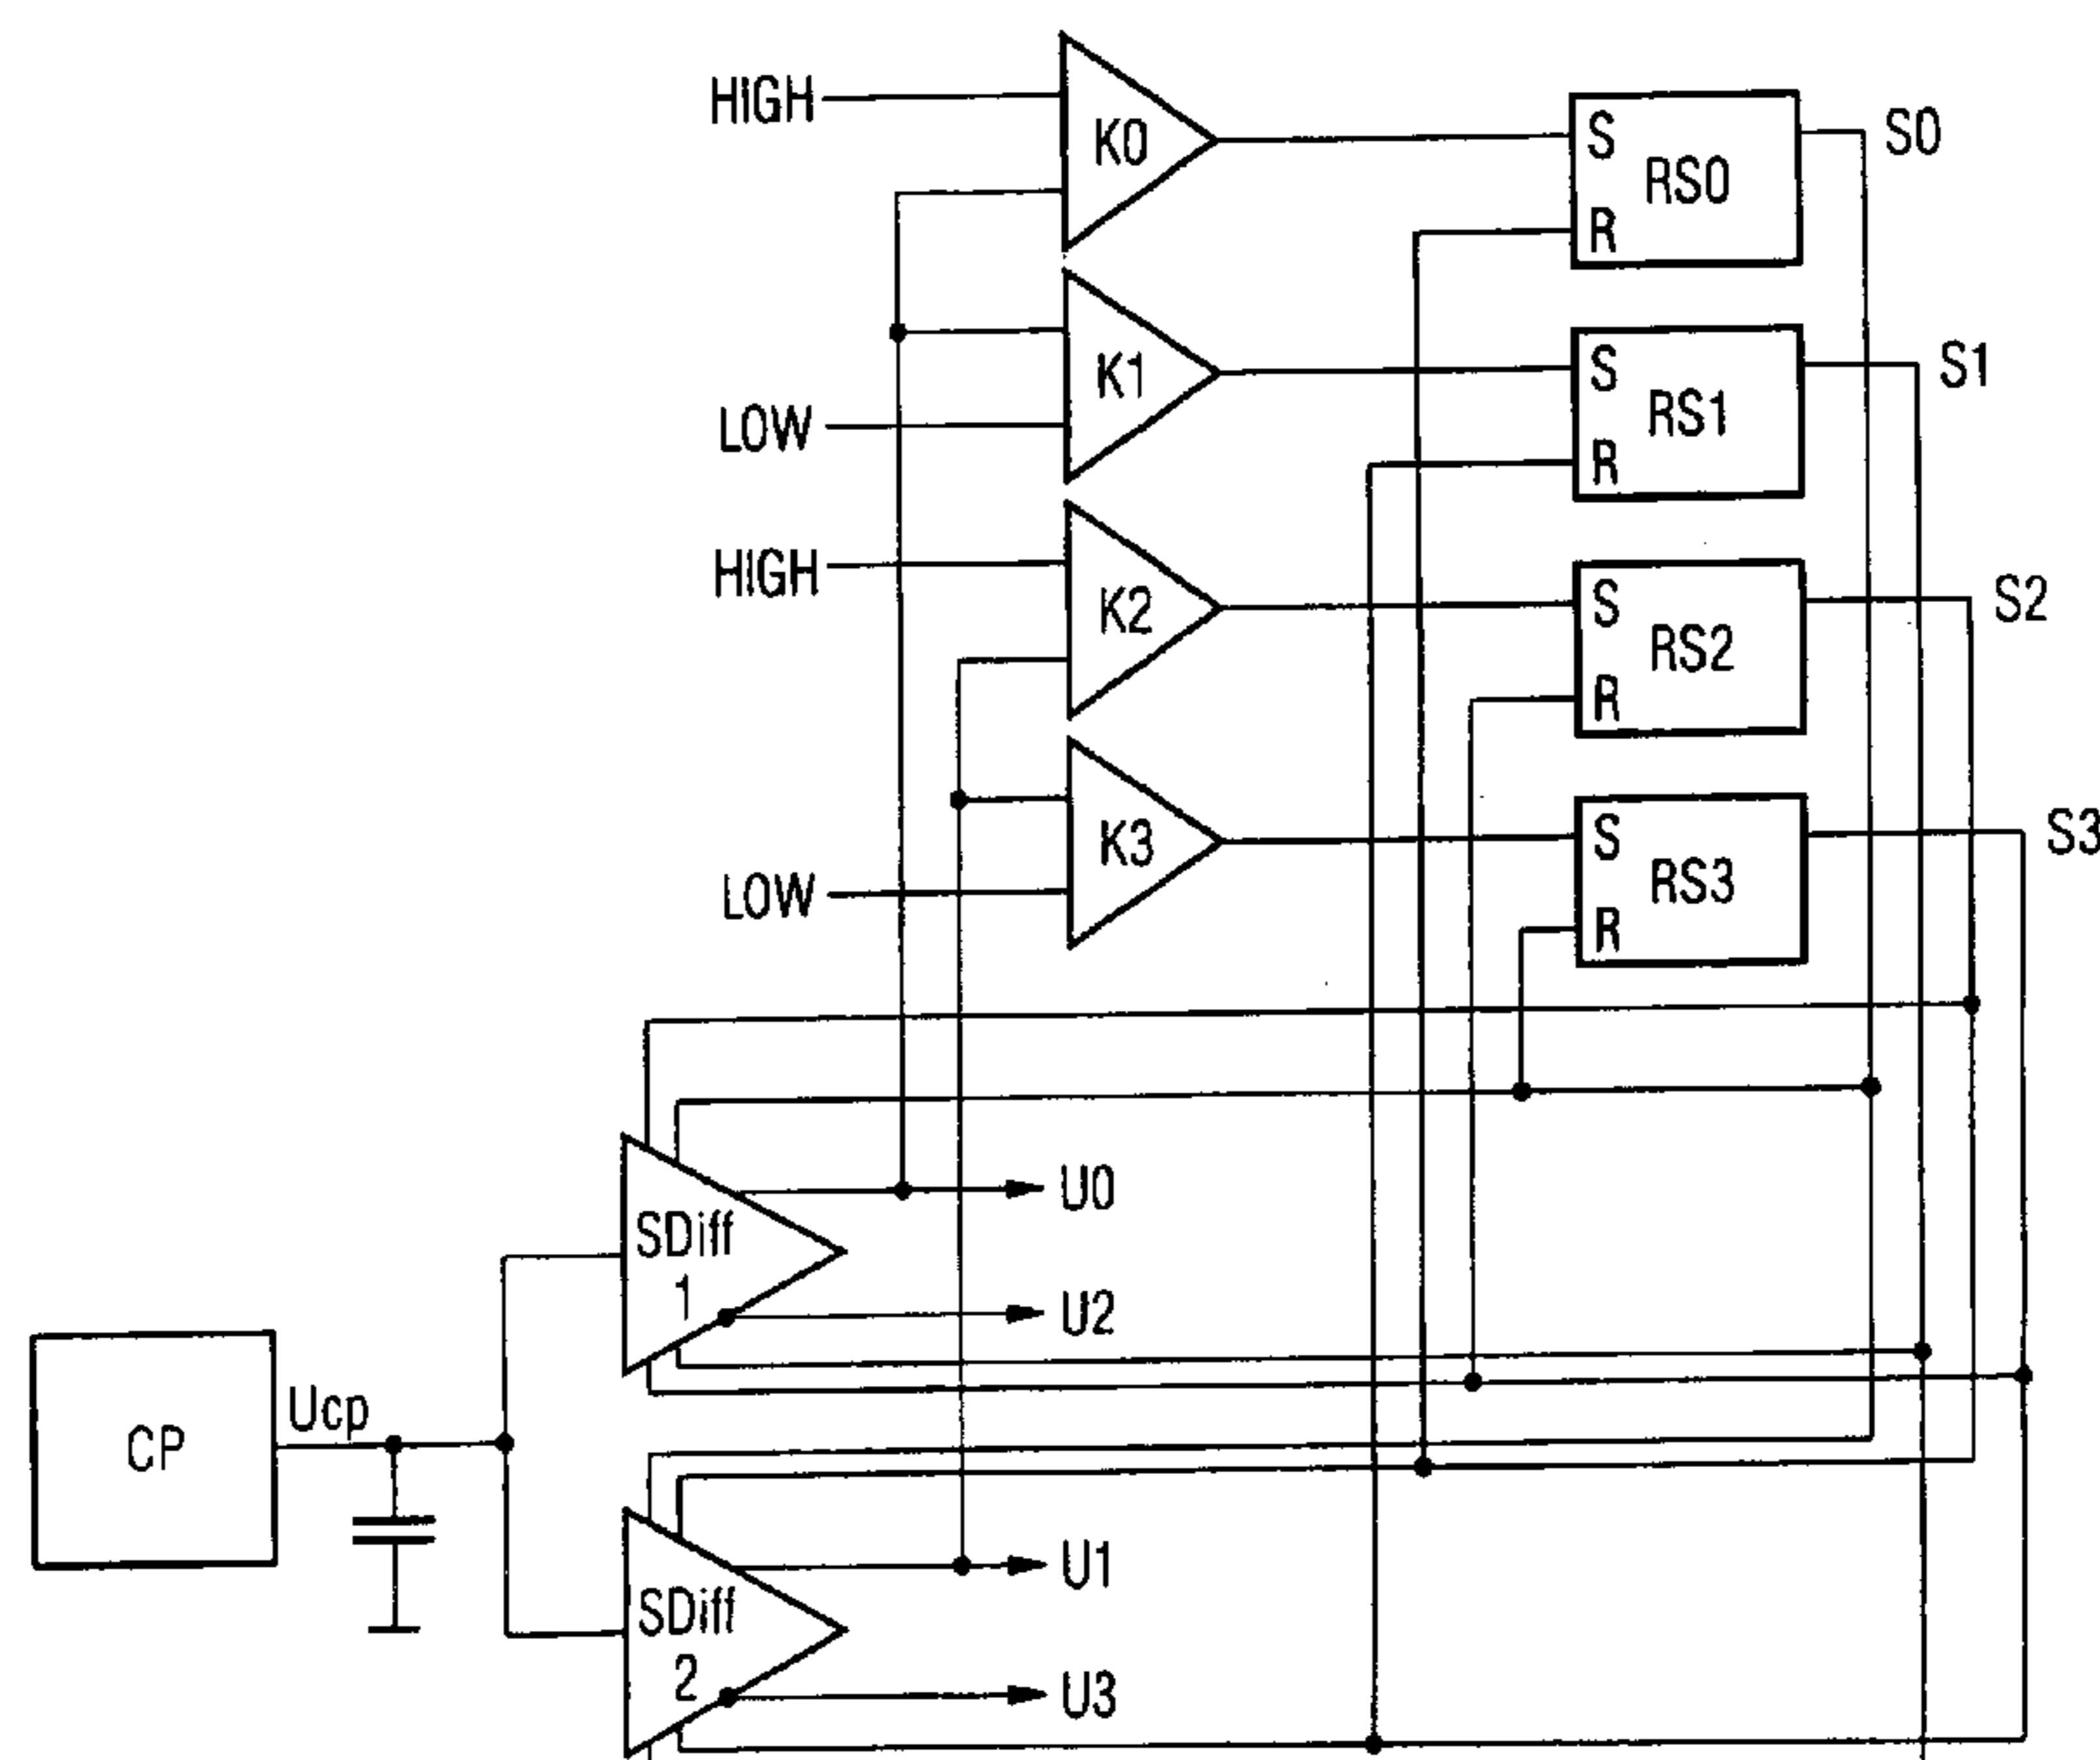 HIGH
K0
S
RS0
R
S0
K1
LOW
S
RS1
R
S1
HIGH
K2
S
RS2
R
S2
K3
LOW
S
RS3
R
S3
SDiff
1
U0
U2
CP
Ucp
SDiff
2
U1
U3